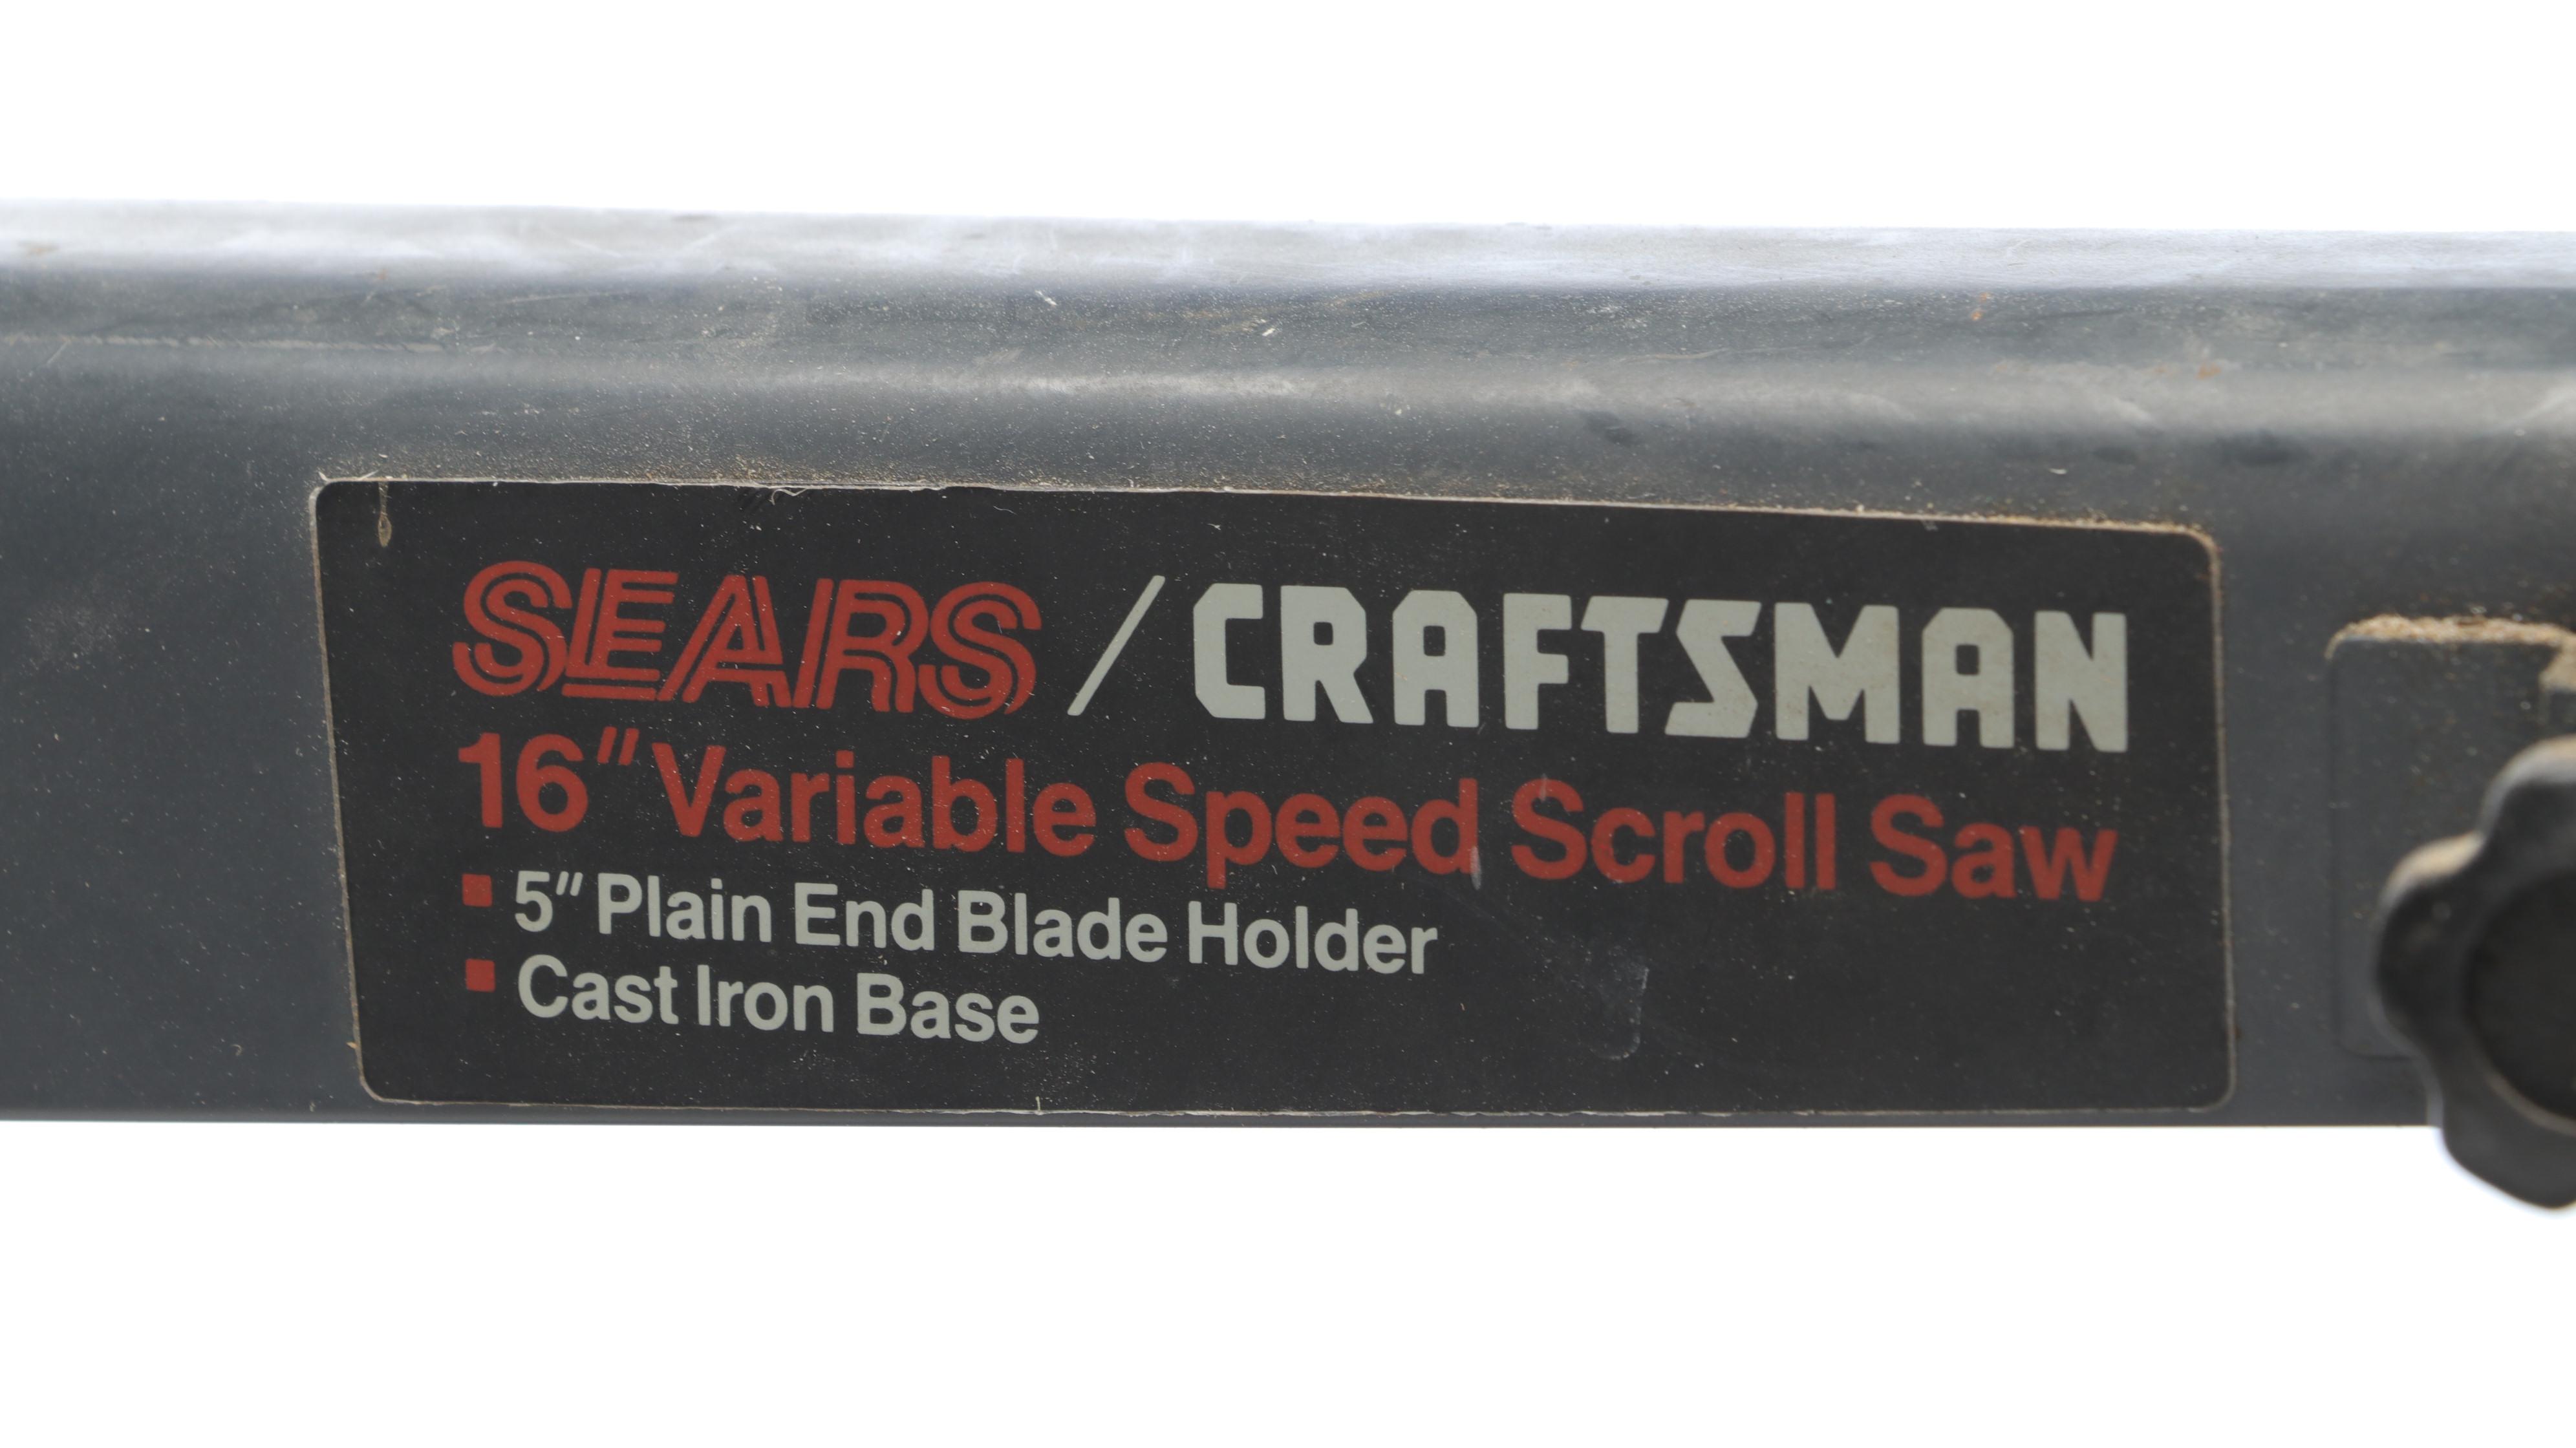 SEARS / CRAFTSMAN
16" Variable Speed Scroll Saw
▪ 5" Plain End Blade Holder
▪ Cast Iron Base